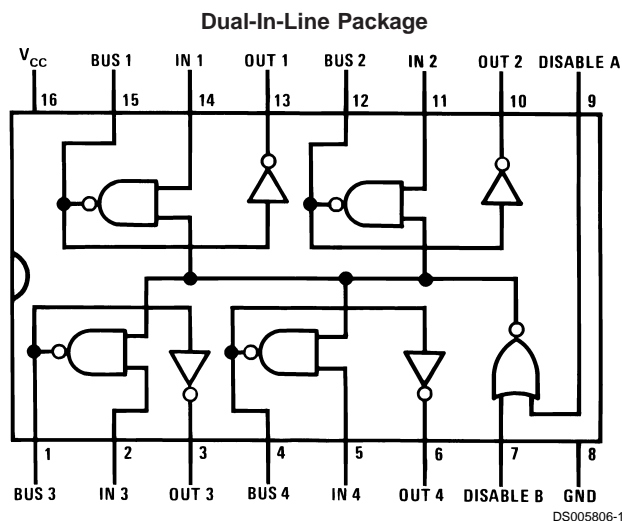 Dual-In-Line Package
VCC BUS 1 IN 1 OUT 1 BUS 2 IN 2 OUT 2 DISABLE A
16 15 14 13 12 11 10 9
1 2 3 4 5 6 7 8
BUS 3 IN 3 OUT 3 BUS 4 IN 4 OUT 4 DISABLE B GND
DS005806-1